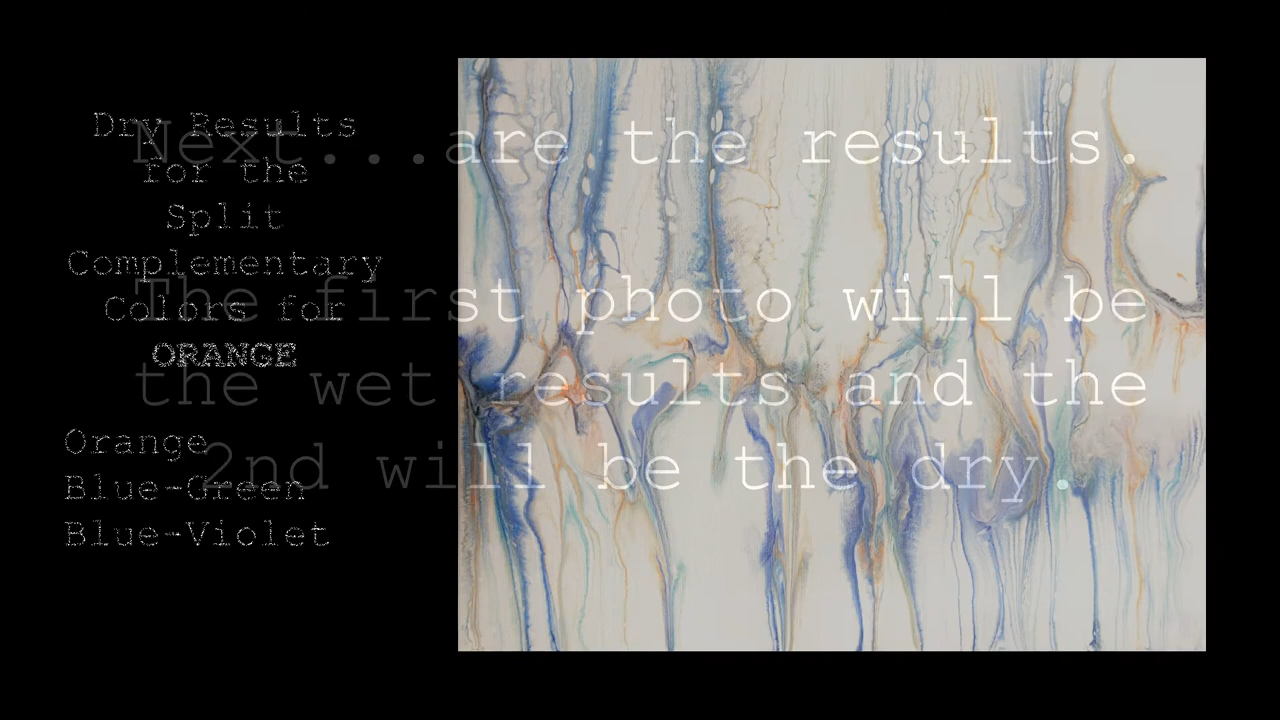 Dry Results
for the
Split
Complementary
Colors for
ORANGE
Orange
Blue-Green
Blue-Violet
Next...are the results.
The first photo will be
the wet results and the
2nd will be the dry.